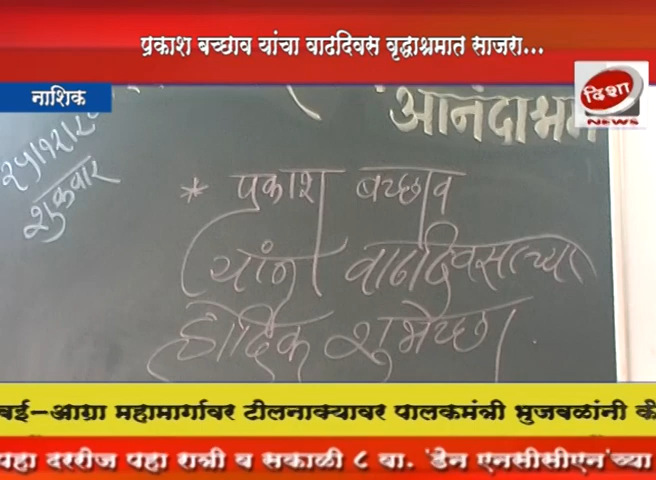 प्रकाश बच्छाव यांचा वाढदिवस वृद्धाश्रमात साजरा...
नाशिक
दिशा
NEWS
आनंदाश्रम
शुक्रवार
* प्रकाश बच्छाव
यांना वाढदिवसाच्या
हार्दिक शुभेच्छा
बई-आग्रा महामार्गावर टोलनाक्यावर पालकमंत्री भुजबळांनी के
पहा दररोज पहा रात्री व सकाळी ८ वा. 'डेन एनसीसीएन'च्या